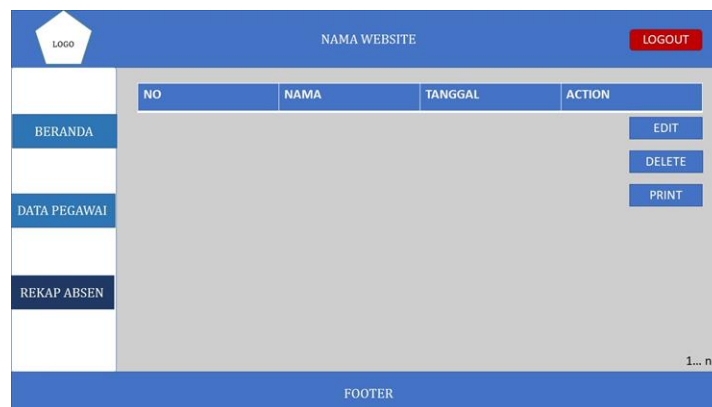 LOGO
NAMA WEBSITE
LOGOUT
NO NAMA TANGGAL ACTION
BERANDA
EDIT
DELETE
PRINT
DATA PEGAWAI
REKAP ABSEN
1... n
FOOTER